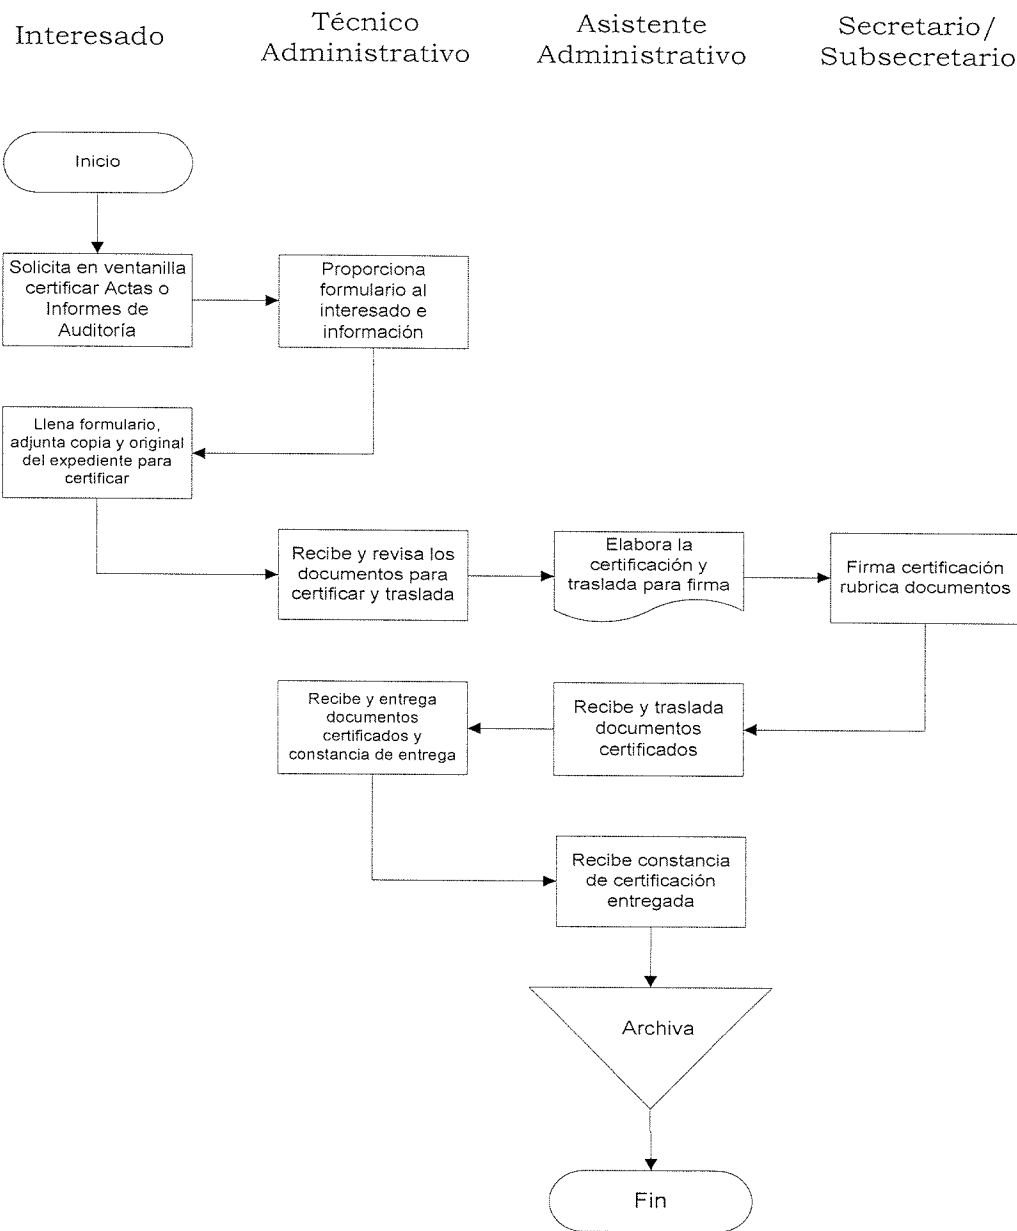 Interesado
Técnico
Administrativo
Asistente
Administrativo
Secretario/
Subsecretario
Inicio
Solicita en ventanilla
certificar Actas o
Informes de
Auditoría
Proporciona
formulario al
interesado e
información
Llena formulario,
adjunta copia y original
del expediente para
certificar
Recibe y revisa los
documentos para
certificar y traslada
Elabora la
certificación y
traslada para firma
Firma certificación
rubrica documentos
Recibe y traslada
documentos
certificados
Recibe y entrega
documentos
certificados y
constancia de entrega
Recibe constancia
de certificación
entregada
Archiva
Fin